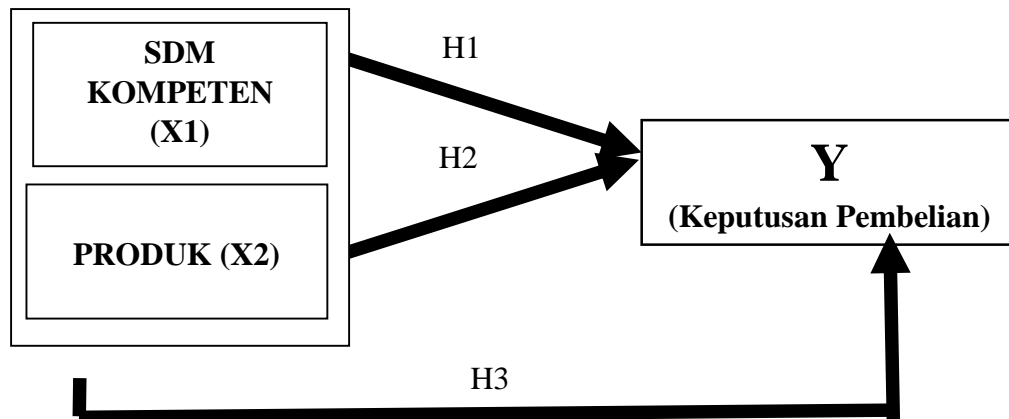 SDM
KOMPETEN
(X1)
PRODUK (X2)
H1
H2
Y
(Keputusan Pembelian)
H3